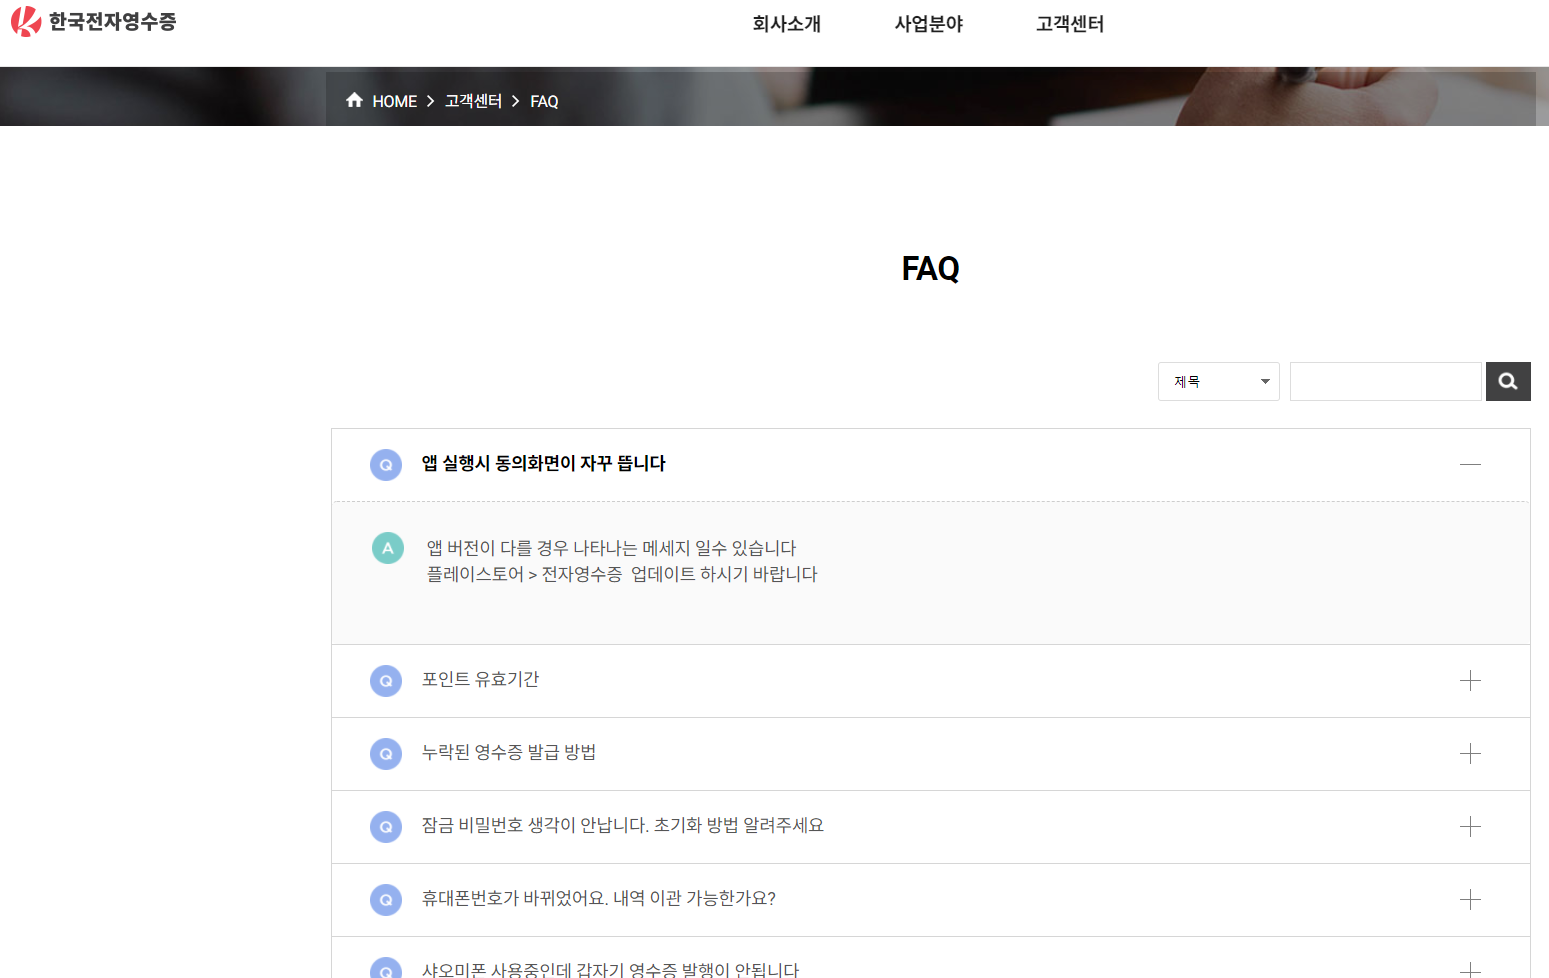 한국전자영수증
회사소개 사업분야 고객센터
HOME > 고객센터 > FAQ
FAQ
제목
Q 앱 실행시 동의화면이 자꾸 뜹니다
A 앱 버전이 다를 경우 나타나는 메세지 일수 있습니다
플레이스토어 > 전자영수증 업데이트 하시기 바랍니다
Q 포인트 유효기간
Q 누락된 영수증 발급 방법
Q 잠금 비밀번호 생각이 안납니다. 초기화 방법 알려주세요
Q 휴대폰번호가 바뀌었어요. 내역 이관 가능한가요?
Q 샤오미폰 사용중인데 갑자기 영수증 발행이 안됩니다